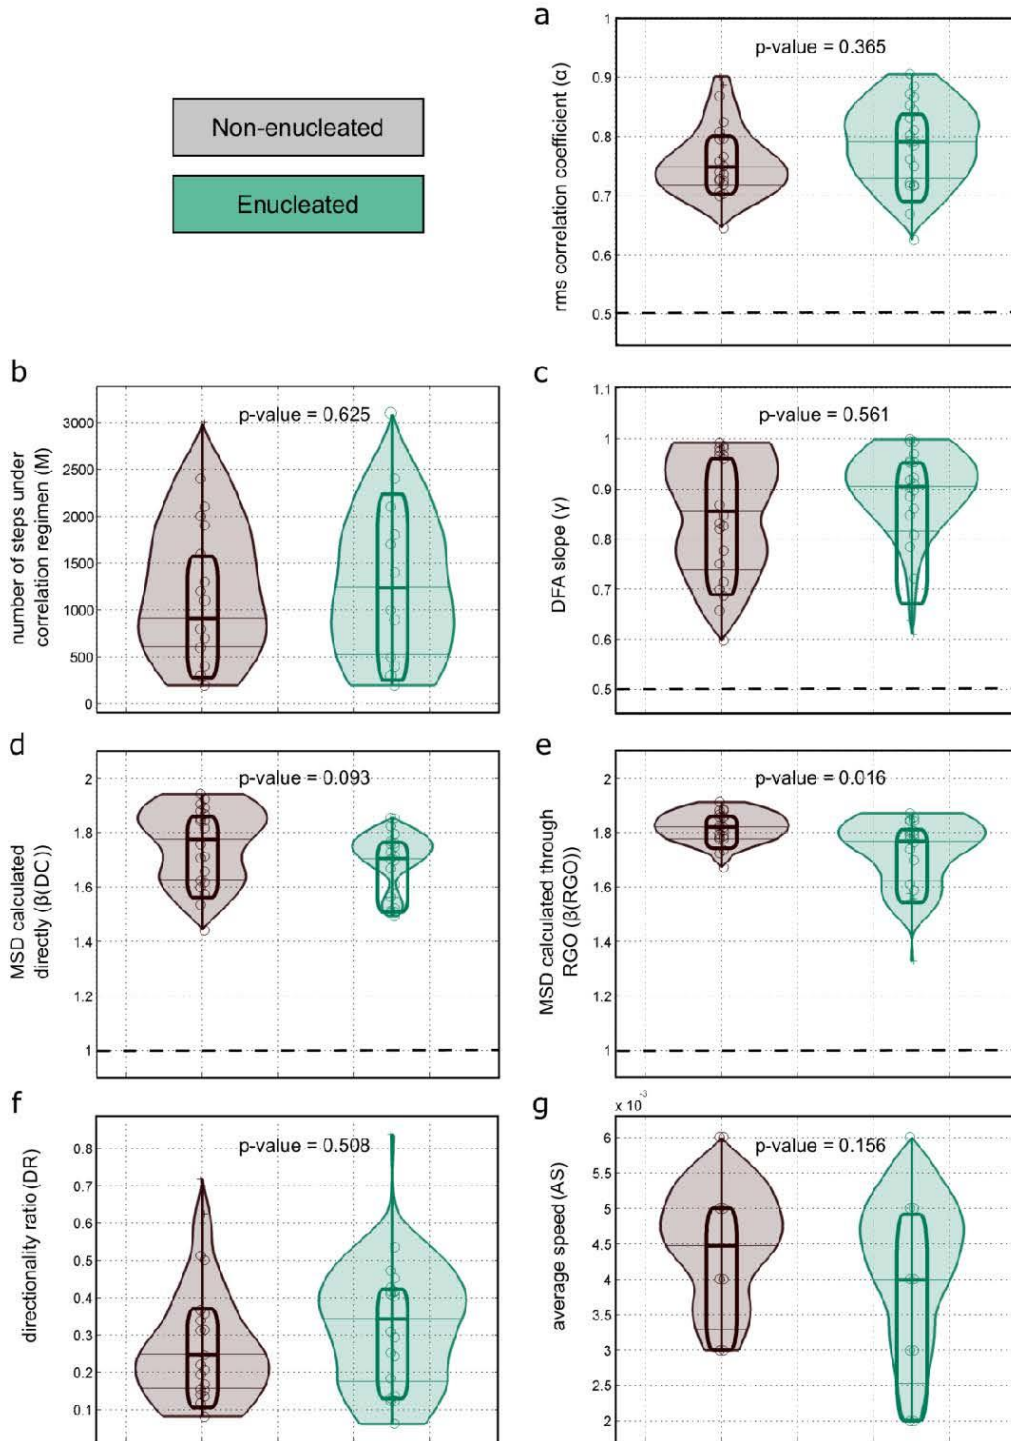 a
Non-enucleated
Enucleated
rms correlation coefficient (α)
1
0.9
0.8
0.7
0.6
0.5
p-value = 0.365
b
number of steps under
correlation regimen (M)
3000
2500
2000
1500
1000
500
0
p-value = 0.625
c
DFA slope (γ)
1.1
1
0.9
0.8
0.7
0.6
0.5
p-value = 0.561
d
MSD calculated
directly (β(DC))
2
1.8
1.6
1.4
1.2
1
p-value = 0.093
e
MSD calculated through
RGO (β(RGO))
2
1.8
1.6
1.4
1.2
1
p-value = 0.016
f
directionality ratio (DR)
0.8
0.7
0.6
0.5
0.4
0.3
0.2
0.1
p-value = 0.508
g
average speed (AS)
x 10⁻³
6
5.5
5
4.5
4
3.5
3
2.5
2
p-value = 0.156